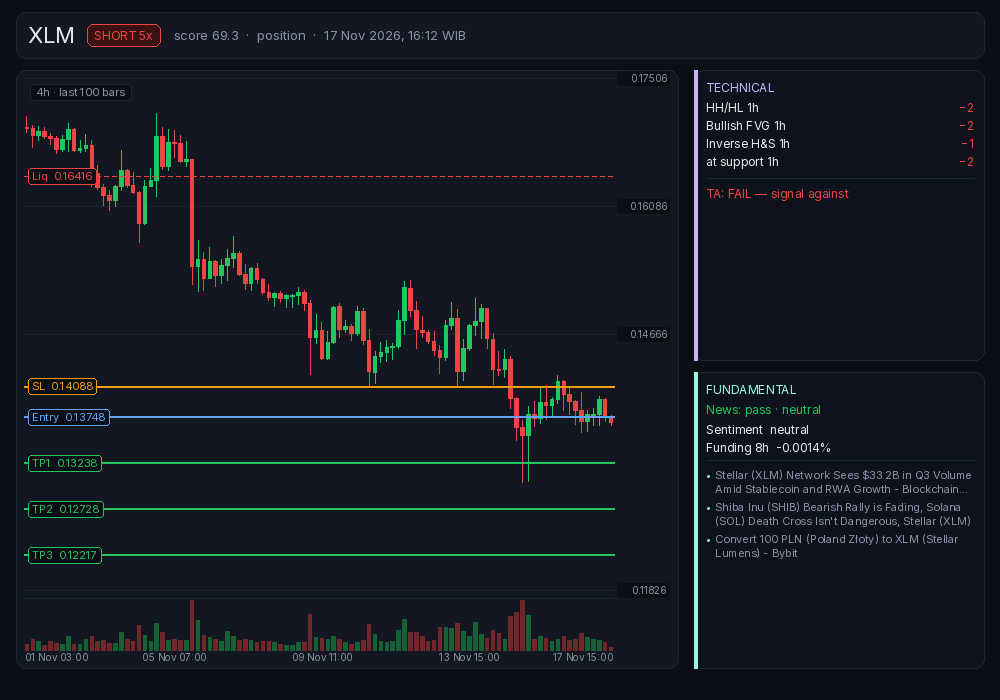 XLM SHORT 5x score 69.3 · position · 17 Nov 2026, 16:12 WIB
4h · last 100 bars
0.17506
Liq 0.16416
0.16086
0.14666
SL 0.14088
Entry 0.13748
TP1 0.13238
TP2 0.12728
TP3 0.12217
0.11826
01 Nov 03:00 05 Nov 07:00 09 Nov 11:00 13 Nov 15:00 17 Nov 15:00
TECHNICAL
HH/HL 1h −2
Bullish FVG 1h −2
Inverse H&S 1h −1
at support 1h −2
TA: FAIL — signal against
FUNDAMENTAL
News: pass · neutral
Sentiment neutral
Funding 8h -0.0014%
• Stellar (XLM) Network Sees $33.2B in Q3 Volume
Amid Stablecoin and RWA Growth - Blockchain…
• Shiba Inu (SHIB) Bearish Rally is Fading, Solana
(SOL) Death Cross Isn't Dangerous, Stellar (XLM)
• Convert 100 PLN (Poland Złoty) to XLM (Stellar
Lumens) - Bybit